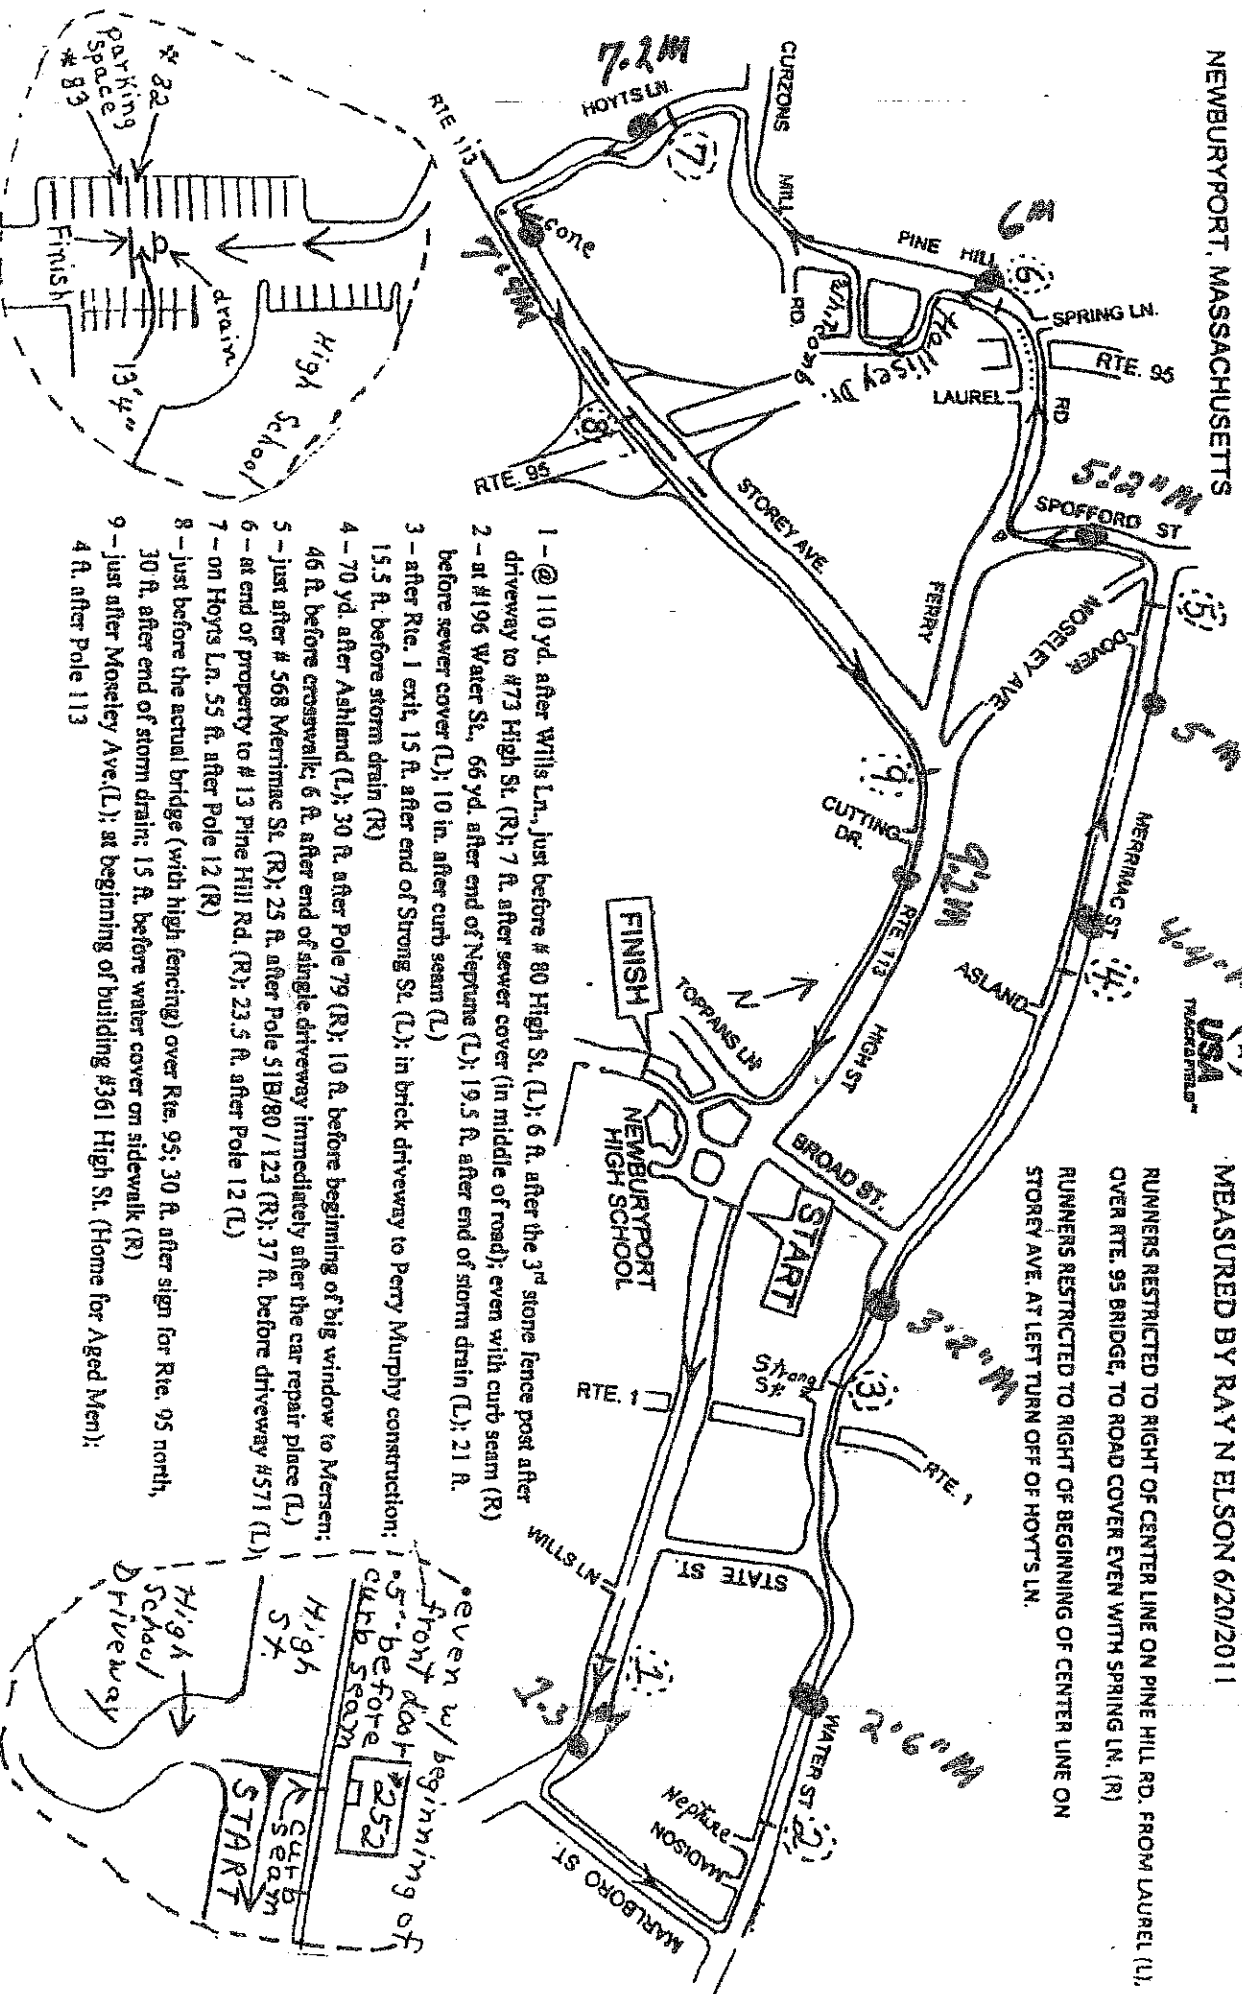 NEWBURYPORT, MASSACHUSETTS
USA
TRACK & FIELD™
MEASURED BY RAY NELSON 6/20/2011
RUNNERS RESTRICTED TO RIGHT OF CENTER LINE ON PINE HILL RD. FROM LAUREL (L),
OVER RTE. 95 BRIDGE, TO ROAD COVER EVEN WITH SPRING LN. (R)
RUNNERS RESTRICTED TO RIGHT OF BEGINNING OF CENTER LINE ON
STOREY AVE. AT LEFT TURN OFF OF HOYT'S LN.
7.2M
HOYTS LN.
7
CURZONS
MILL
RD.
RTE 113
cone
7.4M
PINE HILL
RD
6M
6
SPRING LN.
RTE. 95
LAUREL
Hallisey Dr.
Whitcomb
5.2"M
SPOFFORD ST
5
5M
DOVER
MOSELEY AVE.
MERRIMAC ST
4
ASLAND
FERRY
STOREY AVE.
RTE. 95
8
9
CUTTING
DR.
9.2M
RTE. 113
HIGH ST
N
TOPPANS LN
FINISH
NEWBURYPORT
HIGH SCHOOL
BROAD ST.
START
3.2"M
Strong
St
3
RTE. 1
RTE. 1
STATE ST.
WILLS LN
1
WATER ST
2.6"M
2
Neptune
MADISON
MARLBORO ST.
1 – @ 110 yd. after Wills Ln., just before # 80 High St. (L); 6 ft. after the 3rd stone fence post after
driveway to #73 High St. (R); 7 ft. after sewer cover (in middle of road); even with curb seam (R)
2 – at #196 Water St., 66 yd. after end of Neptune (L); 19.5 ft. after end of storm drain (L); 21 ft.
before sewer cover (L); 10 in. after curb seam (L)
3 – after Rte. 1 exit, 15 ft. after end of Strong St. (L); in brick driveway to Perry Murphy construction;
15.5 ft. before storm drain (R)
4 – 70 yd. after Ashland (L); 30 ft. after Pole 79 (R); 10 ft. before beginning of big window to Mersen;
46 ft. before crosswalk; 6 ft. after end of single driveway immediately after the car repair place (L)
5 – just after # 568 Merrimac St. (R); 25 ft. after Pole 51B/80 / 123 (R); 37 ft. before driveway #571 (L)
6 – at end of property to # 13 Pine Hill Rd. (R); 23.5 ft. after Pole 12 (L)
7 – on Hoyts Ln. 55 ft. after Pole 12 (R)
8 – just before the actual bridge (with high fencing) over Rte. 95; 30 ft. after sign for Rte. 95 north,
30 ft. after end of storm drain; 15 ft. before water cover on sidewalk (R)
9 – just after Moseley Ave.(L); at beginning of building #361 High St. (Home for Aged Men);
4 ft. after Pole 113
# 82
parking
space
# 83
Finish
drain
13'4"
High School
• even w/ beginning of
front door #252
• 5" before
curb seam
High
St.
High
School
Driveway
curb
seam
START